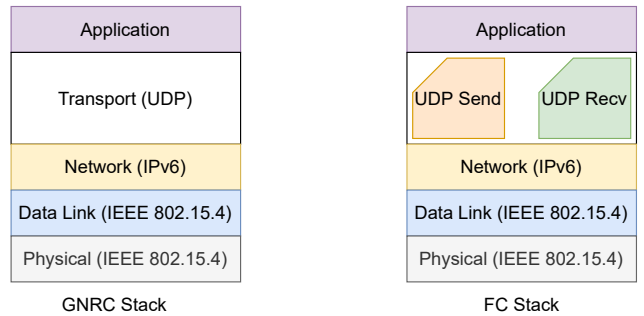 Application
Transport (UDP)
Network (IPv6)
Data Link (IEEE 802.15.4)
Physical (IEEE 802.15.4)
GNRC Stack
Application
UDP Send
UDP Recv
Network (IPv6)
Data Link (IEEE 802.15.4)
Physical (IEEE 802.15.4)
FC Stack